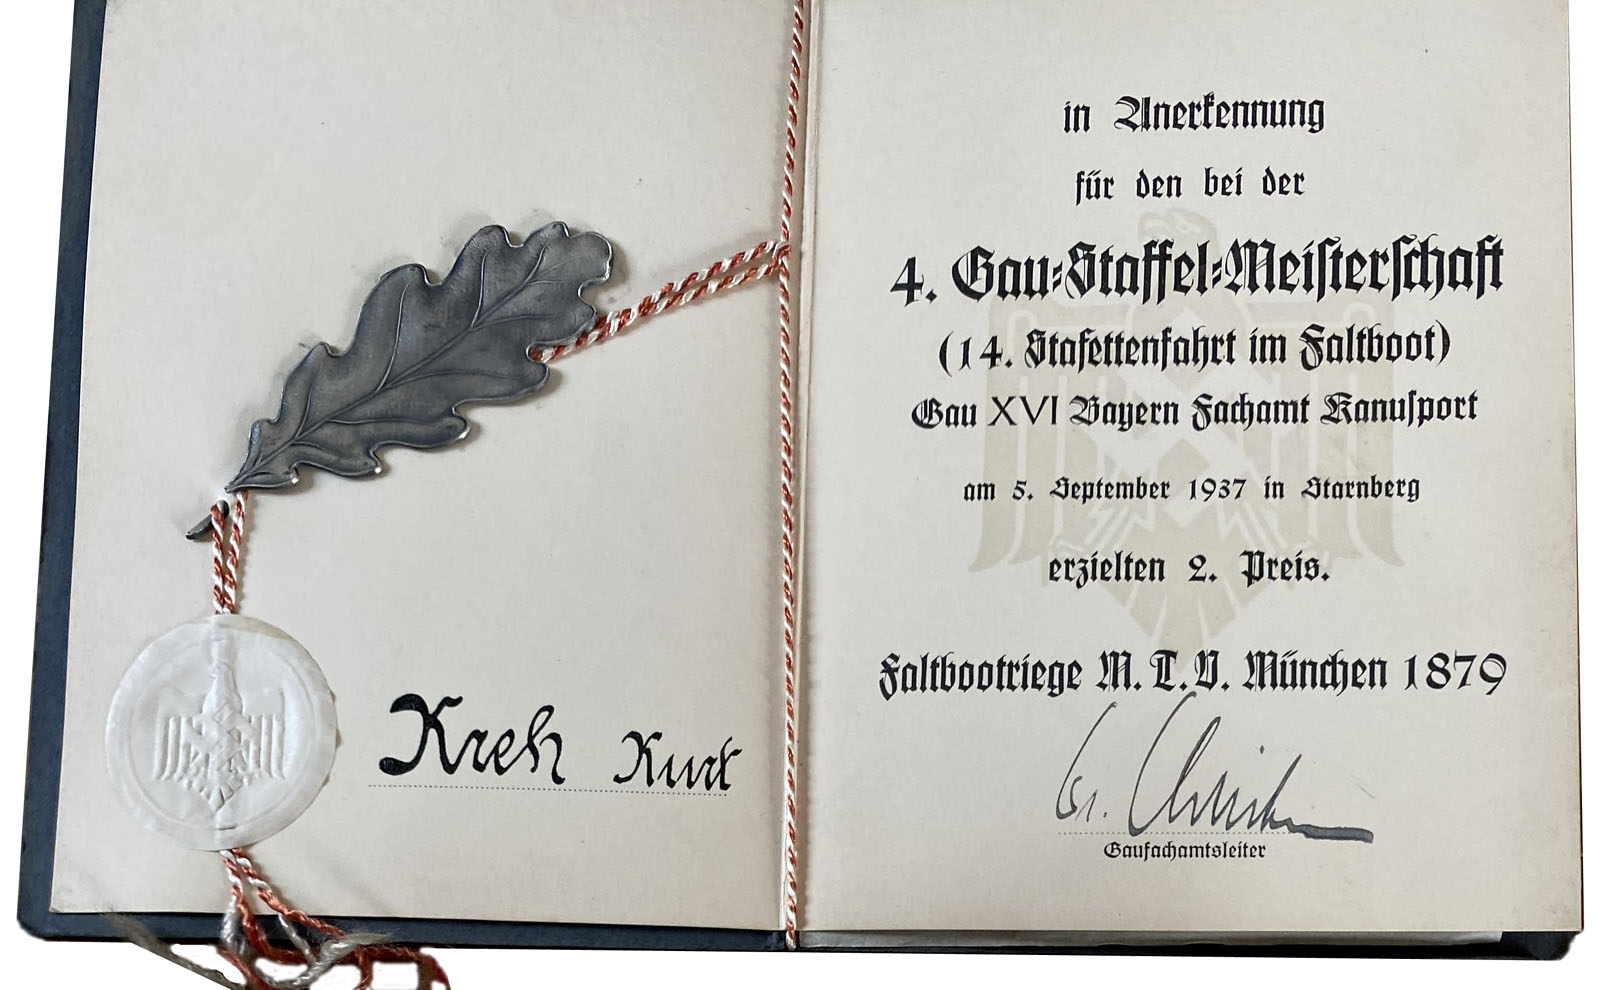 Kreh Kurt
in Anerkennung
für den bei der
4. Gau-Staffel-Meisterschaft
(14. Stafettenfahrt im Faltboot)
Gau XVI Bayern Fachamt Kanusport
am 5. September 1937 in Starnberg
erzielten 2. Preis.
Faltbootriege M. T. V. München 1879
Gaufachamtsleiter